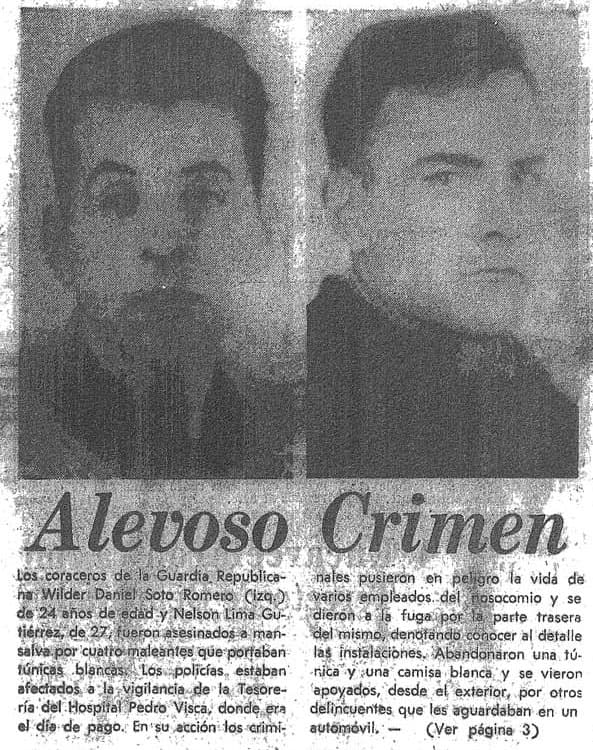 Alevoso Crimen
Los coraceros de la Guardia Republica-
na Wilder Daniel Soto Romero (izq.)
de 24 años de edad y Nelson Lima Gu-
tiérrez, de 27, fueron asesinados a man-
salva por cuatro maleantes que portaban
túnicas blancas. Los policías estaban
afectados a la vigilancia de la Tesore-
ría del Hospital Pedro Visca, donde era
el día de pago. En su acción los crimi-
nales pusieron en peligro la vida de
varios empleados del nosocomio y se
dieron a la fuga por la parte trasera
del mismo, denotando conocer al detalle
las instalaciones. Abandonaron una tú-
nica y una camisa blanca y se vieron
apoyados, desde el exterior, por otros
delincuentes que les aguardaban en un
automóvil. — (Ver página 3)